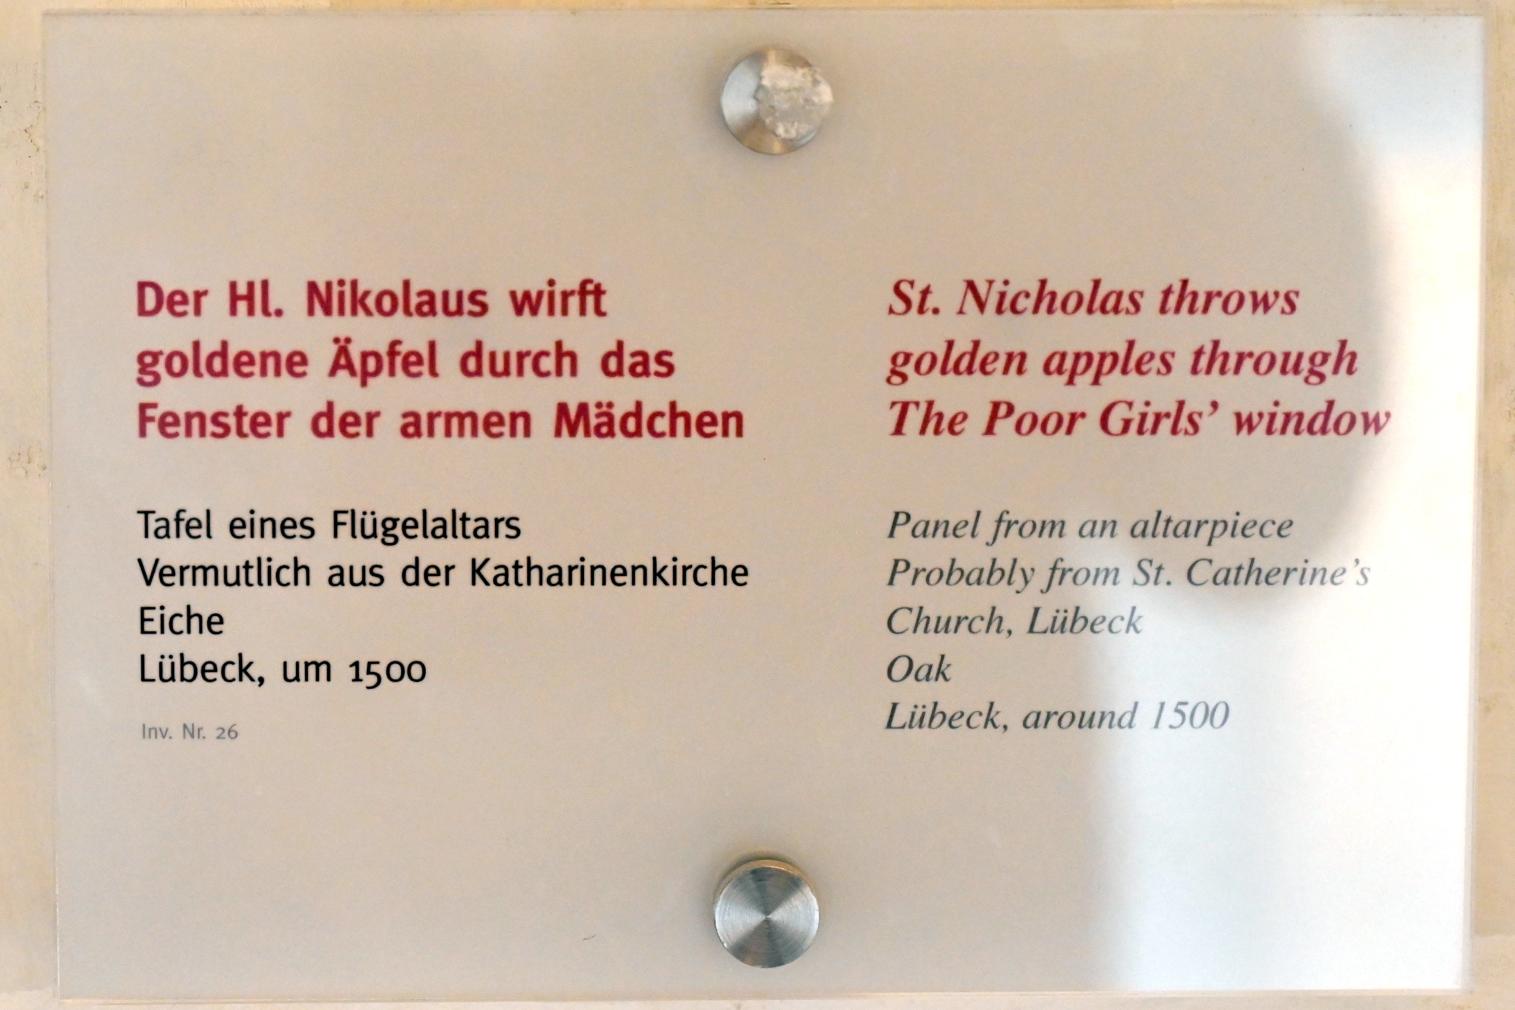 Der Hl. Nikolaus wirft
goldene Äpfel durch das
Fenster der armen Mädchen
Tafel eines Flügelaltars
Vermutlich aus der Katharinenkirche
Eiche
Lübeck, um 1500
Inv. Nr. 26
St. Nicholas throws
golden apples through
The Poor Girls’ window
Panel from an altarpiece
Probably from St. Catherine’s
Church, Lübeck
Oak
Lübeck, around 1500